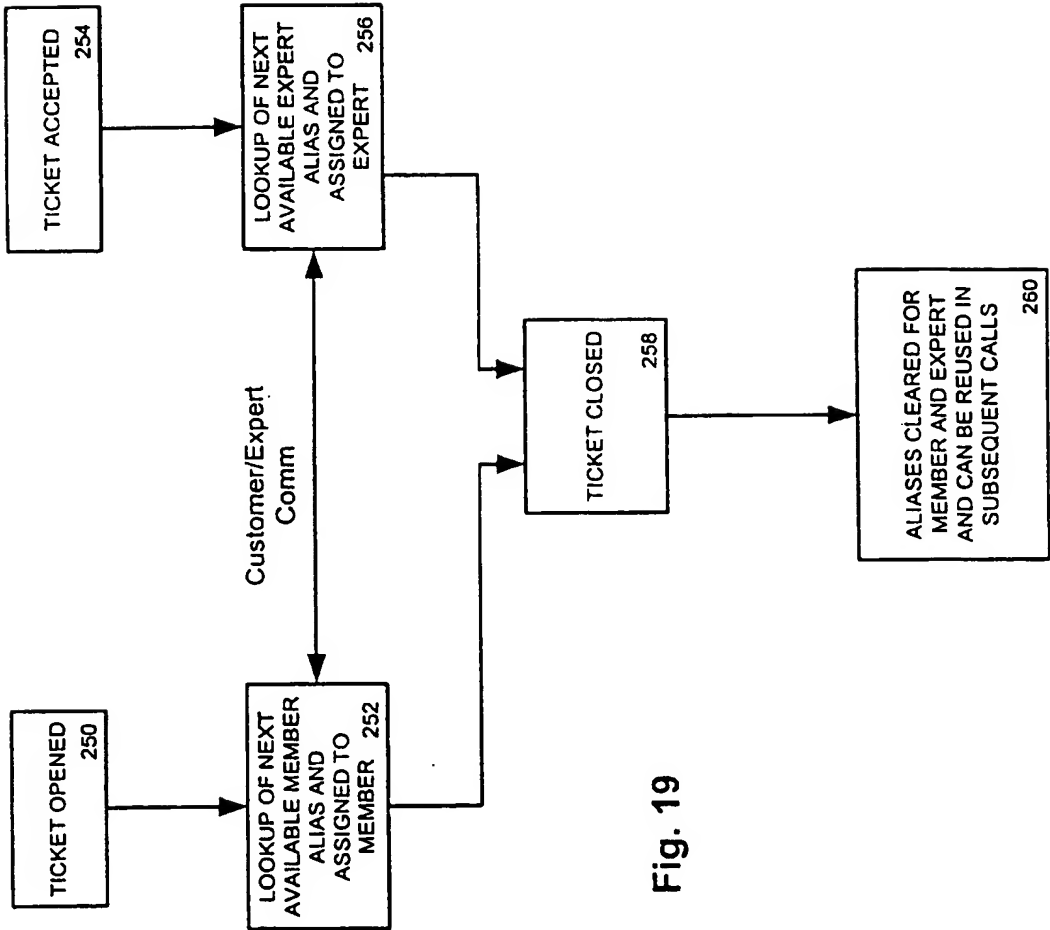 TICKET OPENED
250
LOOKUP OF NEXT
AVAILABLE MEMBER
ALIAS AND
ASSIGNED TO
MEMBER 252
Customer/Expert
Comm
TICKET ACCEPTED
254
LOOKUP OF NEXT
AVAILABLE EXPERT
ALIAS AND
ASSIGNED TO
EXPERT
256
TICKET CLOSED
258
ALIASES CLEARED FOR
MEMBER AND EXPERT
AND CAN BE REUSED IN
SUBSEQUENT CALLS
260
Fig. 19